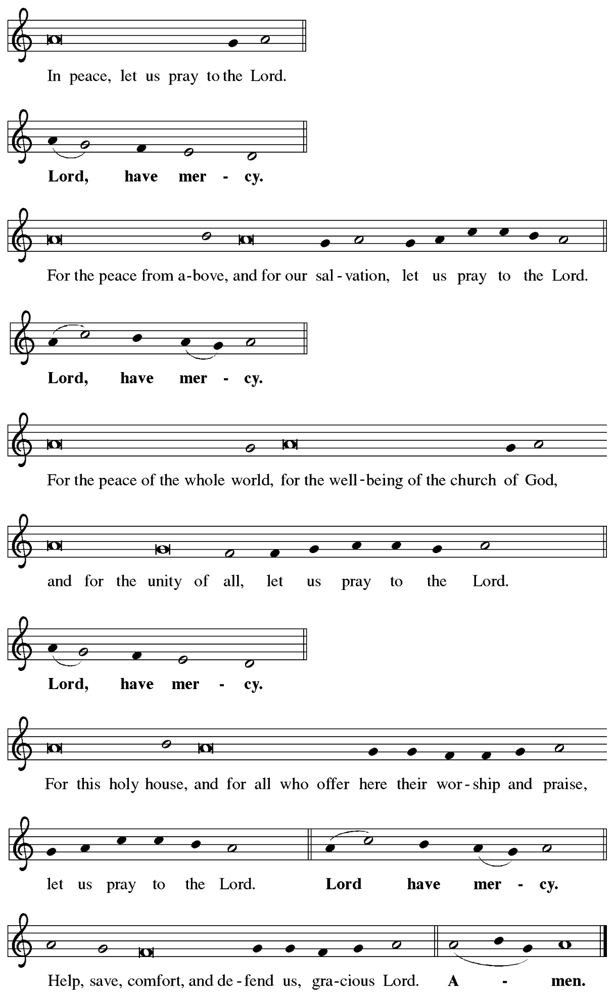 In peace, let us pray to the Lord.
Lord, have mer - cy.
For the peace from a-bove, and for our sal - vation, let us pray to the Lord.
Lord, have mer - cy.
For the peace of the whole world, for the well-being of the church of God,
and for the unity of all, let us pray to the Lord.
Lord, have mer - cy.
For this holy house, and for all who offer here their wor - ship and praise,
let us pray to the Lord. Lord have mer - cy.
Help, save, comfort, and de - fend us, gra - cious Lord. A - men.